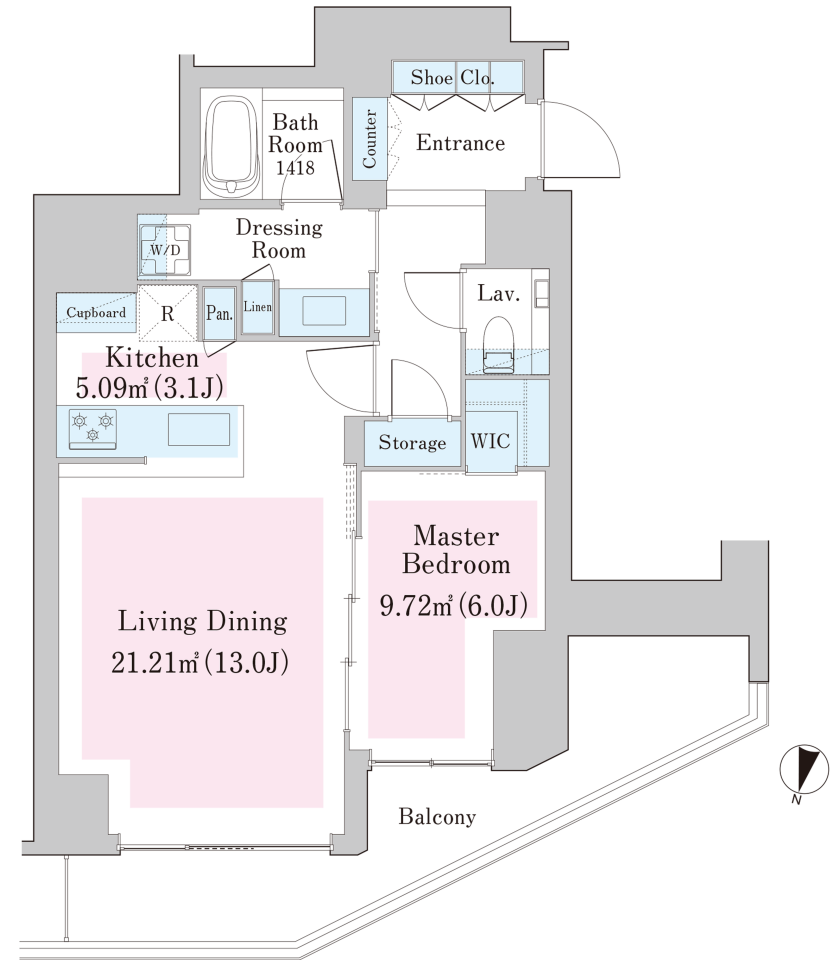 Shoe Clo.
Counter
Entrance
Bath
Room
1418
Dressing
Room
W/D
Lav.
Cupboard
R
Pan.
Linen
Kitchen
5.09㎡(3.1J)
Storage
WIC
Master
Bedroom
9.72㎡(6.0J)
Living Dining
21.21㎡(13.0J)
Balcony
N